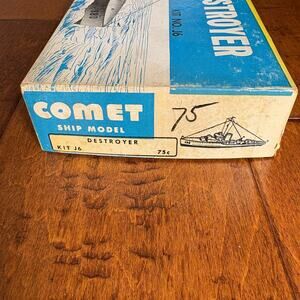 DESTROYER
KIT NO. J6
COMET
SHIP MODEL
75
DESTROYER
KIT J6 75¢